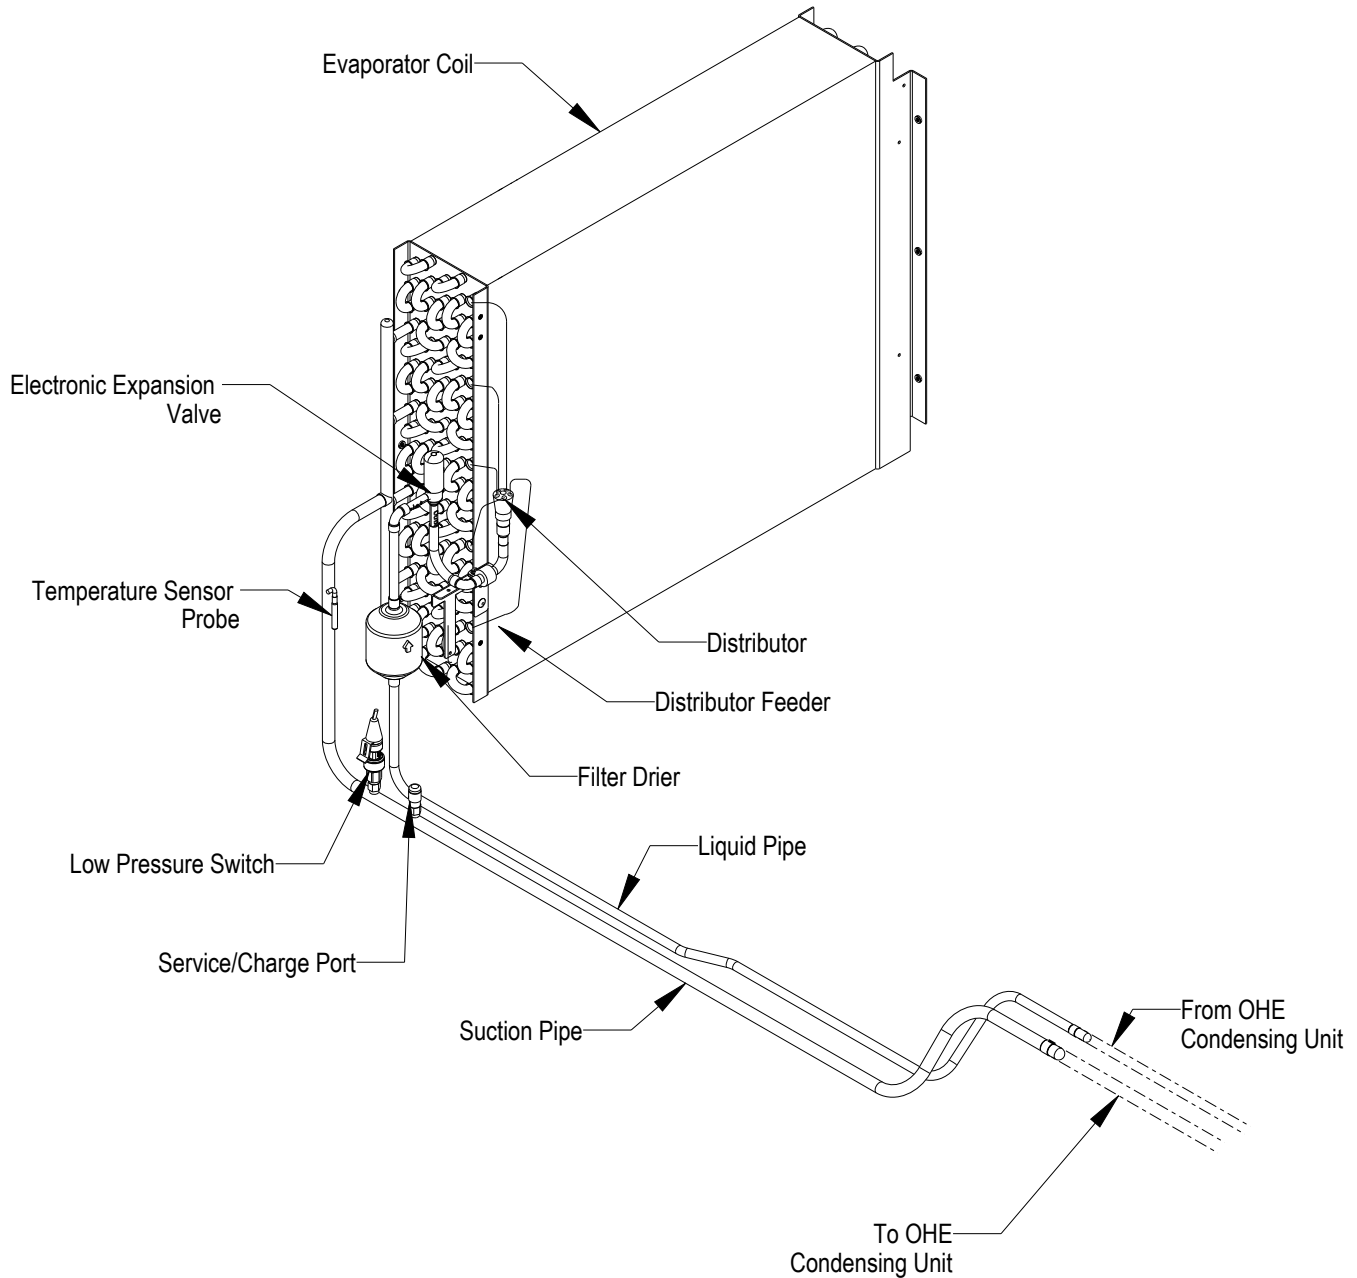 Evaporator Coil
Electronic Expansion
Valve
Temperature Sensor
Probe
Distributor
Distributor Feeder
Filter Drier
Low Pressure Switch
Liquid Pipe
Service/Charge Port
Suction Pipe
From OHE
Condensing Unit
To OHE
Condensing Unit